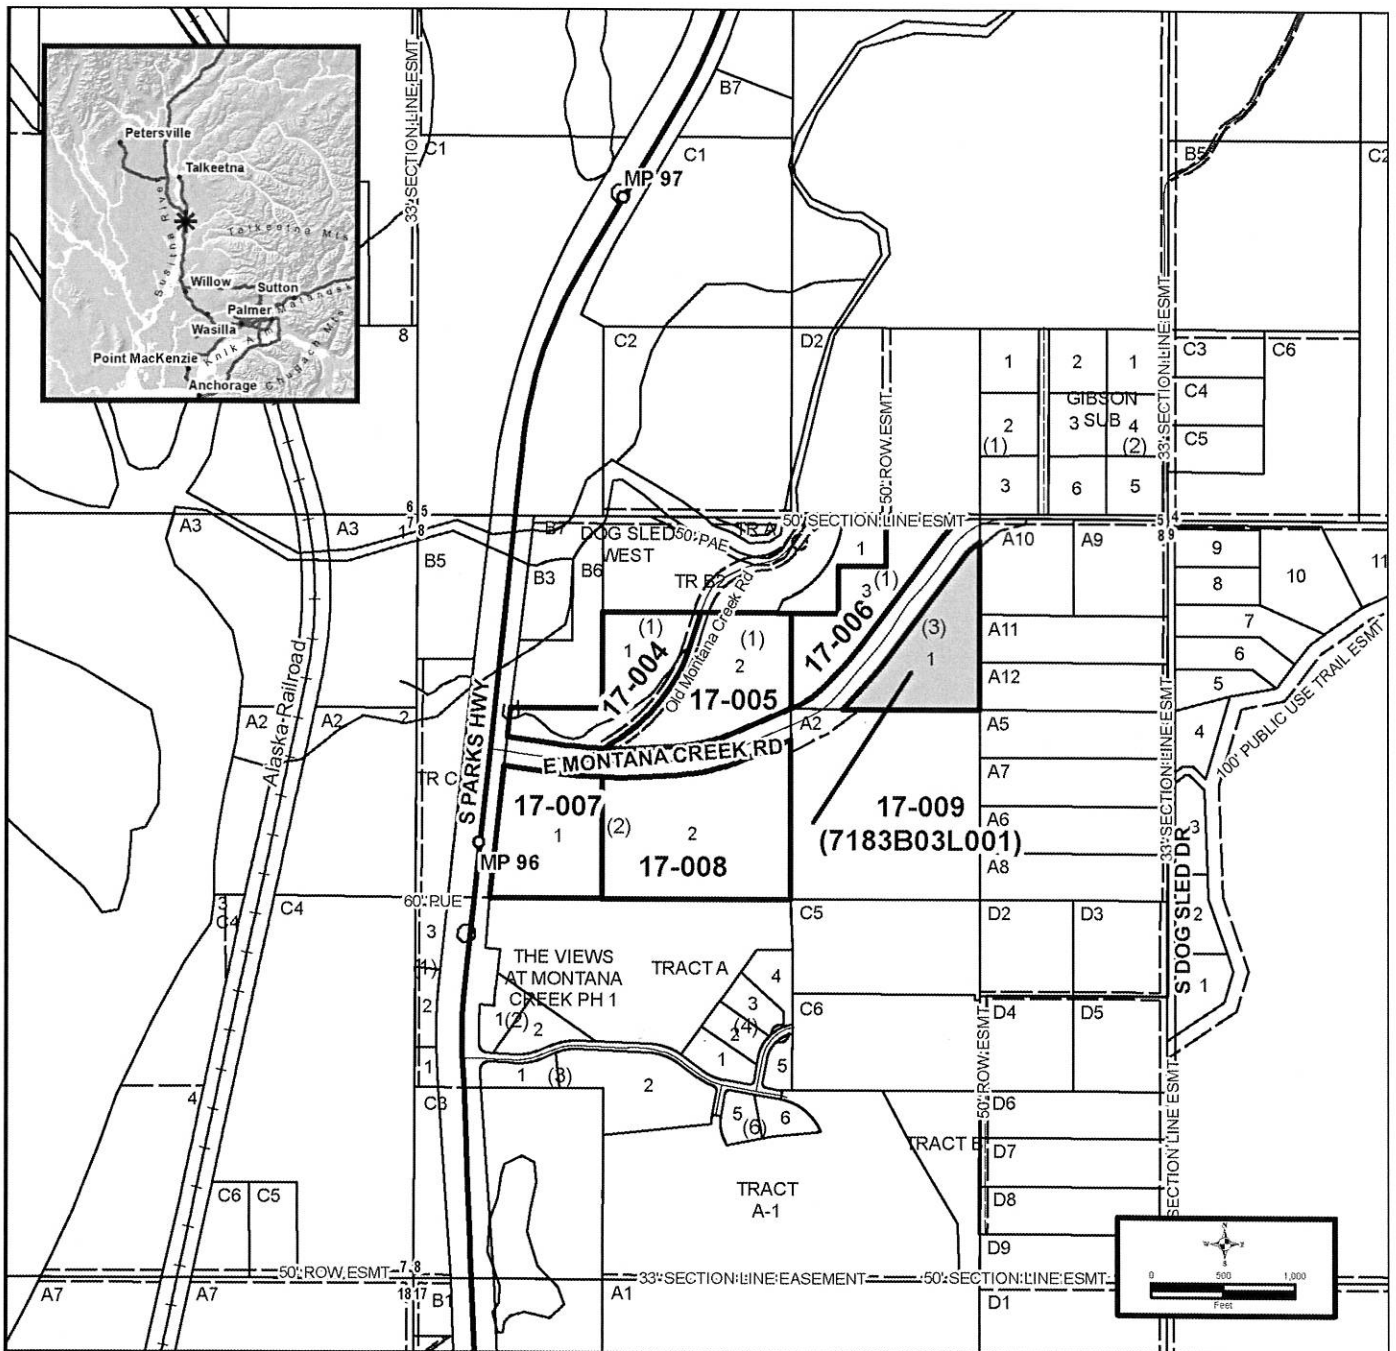 Petersville
Talkeetna
Susitna River
Talkeetna Mts
Willow
Sutton
Palmer
Wasilla
Point MacKenzie
Anchorage
33' SECTION LINE ESMT
C1
B7
C1
MP 97
B5
33' SECTION LINE ESMT
8
C2
D2
50' ROW ESMT
1
2
1
C3
C6
C4
GIBSON
SUB
2
3
4
(1)
(2)
C5
3
6
5
6 5
7 8
5 4
8 9
A3
A3
1
B7
DOG SLED
WEST
50' PAE
TR A
50' SECTION LINE ESMT
A10
A9
9
8
10
11
B5
B3
B6
TR B2
1
3
(1)
(3)
1
A11
7
6
A12
5
Old Montana Creek Rd
(1)
1
17-004
(1)
2
17-005
17-006
100' PUBLIC USE TRAIL ESMT
A2
A2
2
A2
A5
4
Alaska Railroad
S PARKS HWY
E MONTANA CREEK RD
TR C
A7
17-007
1
(2)
2
17-008
17-009
(7183B03L001)
A6
A8
33' SECTION LINE ESMT
S DOG SLED DR
3
MP 96
60' PUE
3
C4
C4
3
C5
D2
D3
2
1
(1)
2
THE VIEWS
AT MONTANA
CREEK PH 1
TRACT A
4
3
(4)
2
1
5
C6
D4
D5
1
(2)
2
1
1
(3)
2
50' ROW ESMT
4
C3
5
(6)
6
D6
D7
D8
D9
C6
C5
TRACT
A-1
SECTION LINE ESMT
50' ROW ESMT
7 8
18 17
33' SECTION LINE EASEMENT
50' SECTION LINE ESMT
A7
A7
B1
A1
D1
0
500
1,000
Feet